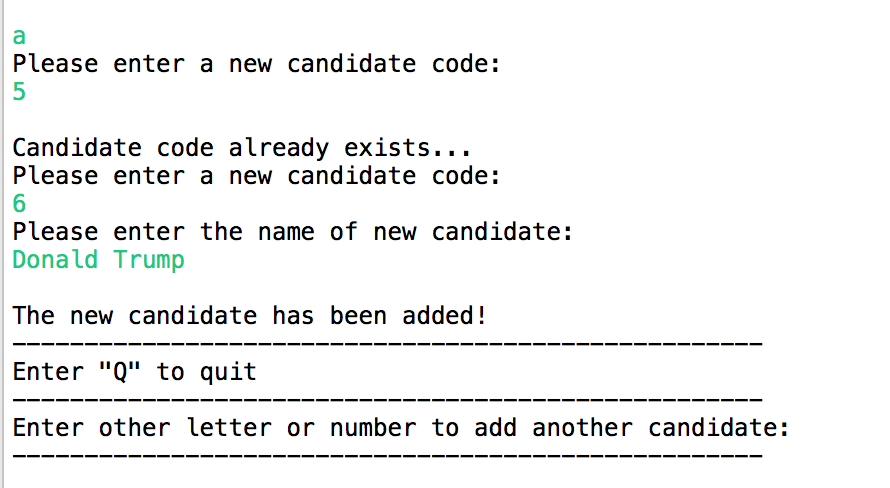 a
Please enter a new candidate code:
5
Candidate code already exists...
Please enter a new candidate code:
6
Please enter the name of new candidate:
Donald Trump
The new candidate has been added!
----------------------------------------------------
Enter "Q" to quit
----------------------------------------------------
Enter other letter or number to add another candidate:
----------------------------------------------------